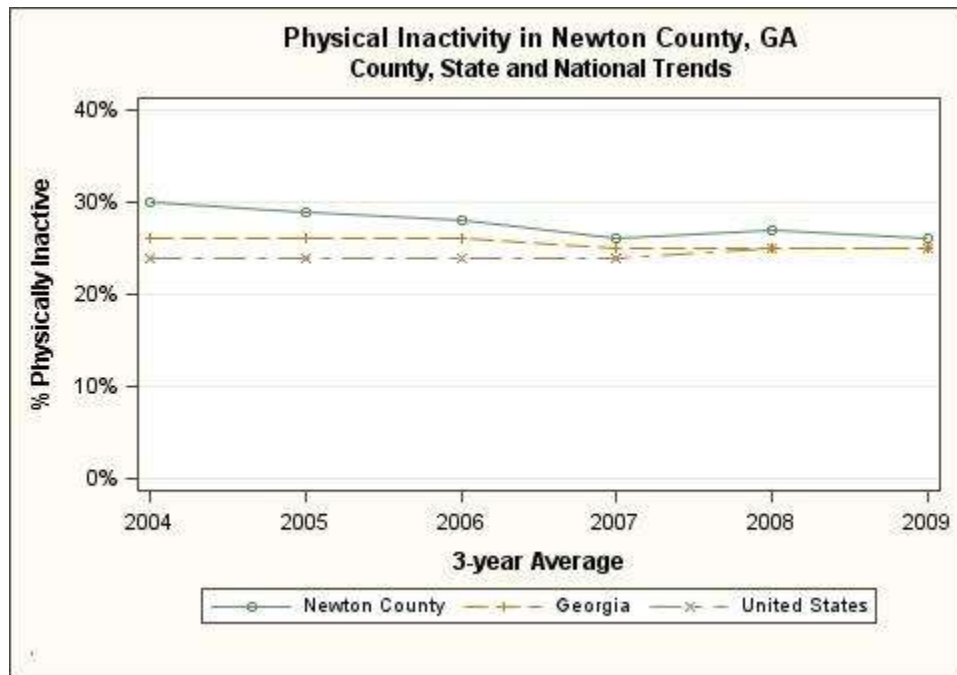 Physical Inactivity in Newton County, GA
County, State and National Trends
% Physically Inactive
40%
30%
20%
10%
0%
2004 2005 2006 2007 2008 2009
3-year Average
Newton County Georgia United States